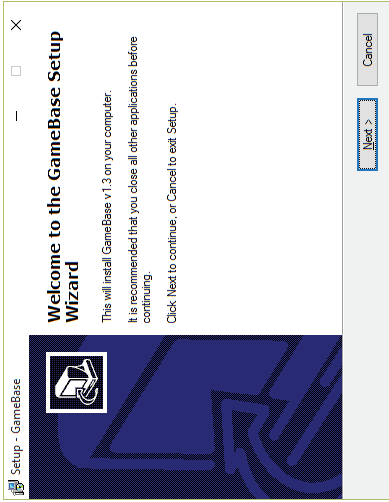 Setup - GameBase
Welcome to the GameBase Setup
Wizard
This will install GameBase v1.3 on your computer.
It is recommended that you close all other applications before
continuing.
Click Next to continue, or Cancel to exit Setup.
Next >
Cancel